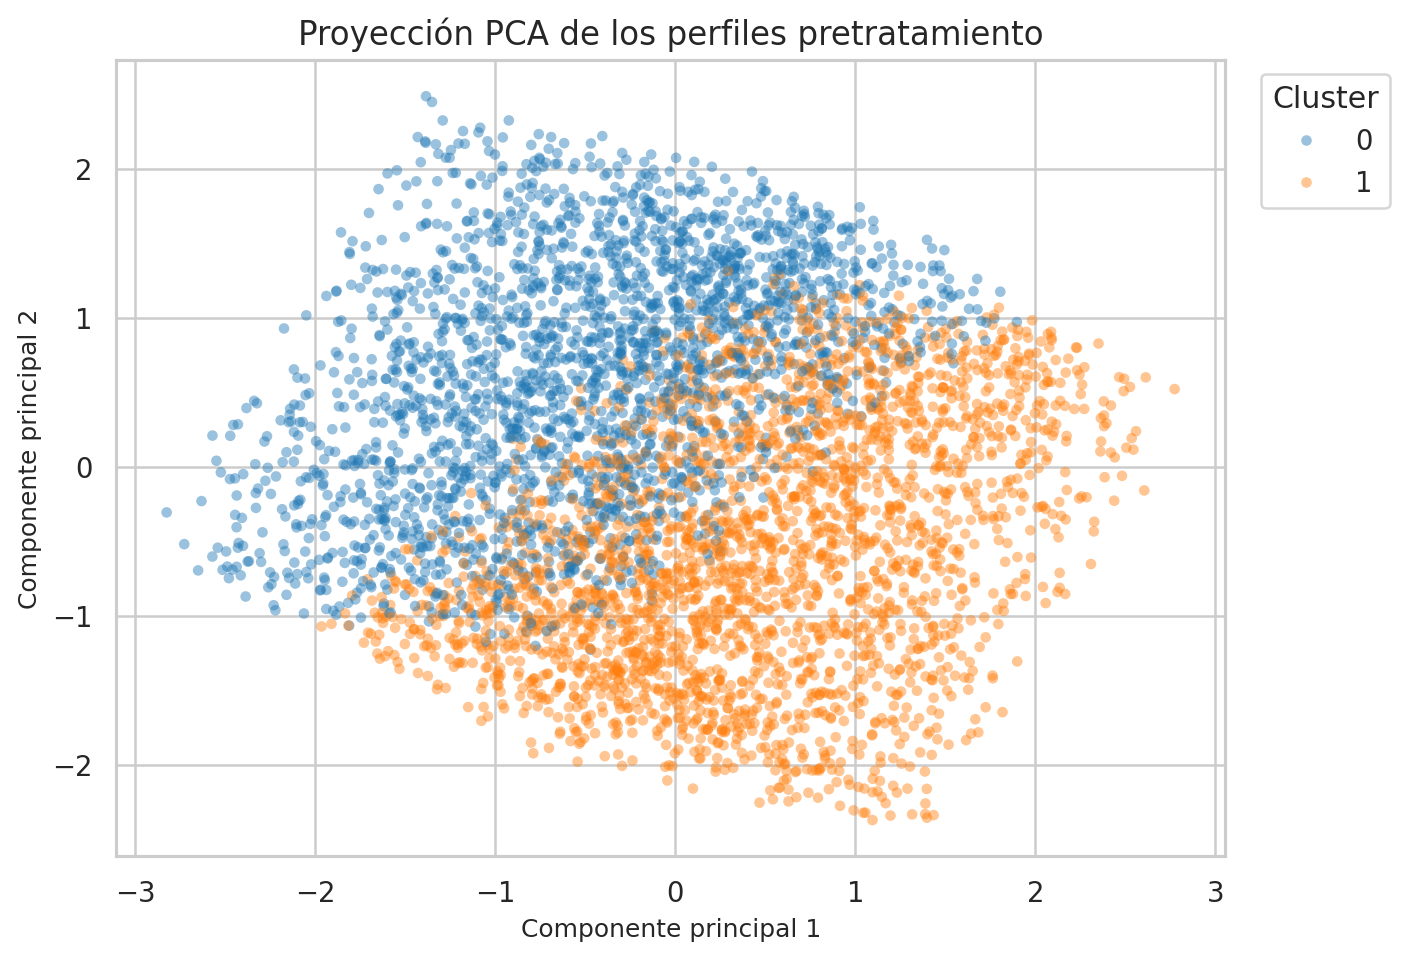 Proyección PCA de los perfiles pretratamiento
Cluster
0
1
Componente principal 2
2
1
0
−1
−2
−3 −2 −1 0 1 2 3
Componente principal 1